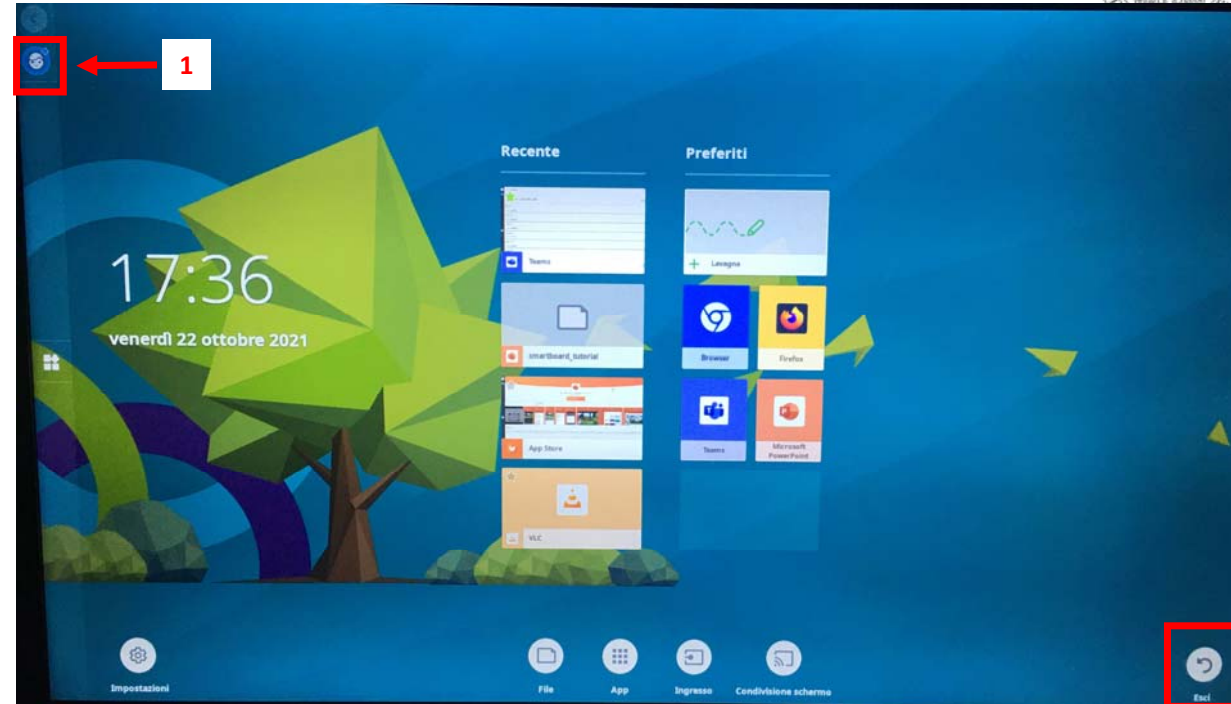 1
Recente
Preferiti
17:36
venerdì 22 ottobre 2021
Teams
Lavagna
smartboard_tutorial
Browser
Firefox
App Store
Teams
Microsoft
PowerPoint
VLC
Impostazioni
File
App
Ingresso
Condivisione schermo
Esci